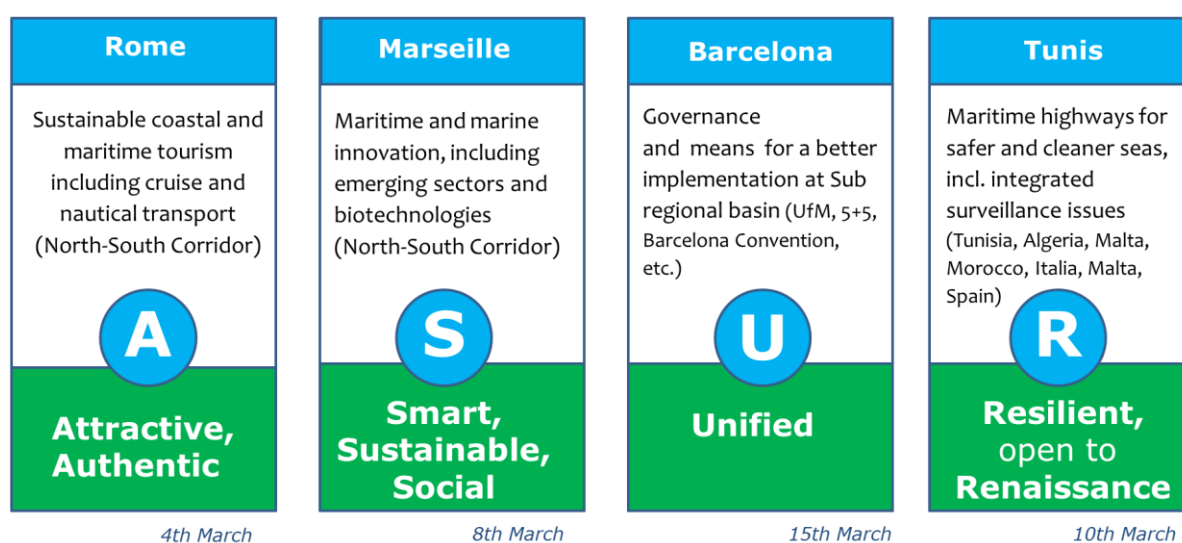 Rome
Sustainable coastal and
maritime tourism
including cruise and
nautical transport
(North-South Corridor)
A
Attractive,
Authentic
4th March
Marseille
Maritime and marine
innovation, including
emerging sectors and
biotechnologies
(North-South Corridor)
S
Smart,
Sustainable,
Social
8th March
Barcelona
Governance
and means for a better
implementation at Sub
regional basin (UfM, 5+5,
Barcelona Convention,
etc.)
U
Unified
15th March
Tunis
Maritime highways for
safer and cleaner seas,
incl. integrated
surveillance issues
(Tunisia, Algeria, Malta,
Morocco, Italia, Malta,
Spain)
R
Resilient,
open to
Renaissance
10th March